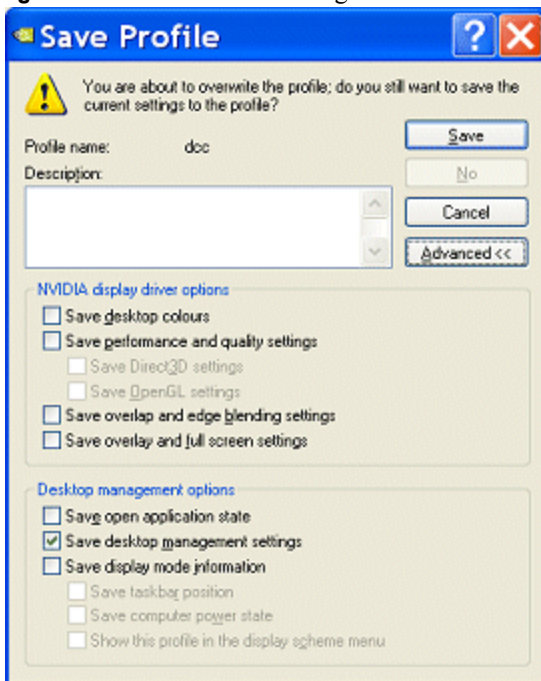 Save Profile
You are about to overwrite the profile; do you still want to save the
current settings to the profile?
Profile name: dcc
Save
Description:
No
Cancel
Advanced <<
NVIDIA display driver options
Save desktop colours
Save performance and quality settings
Save Direct3D settings
Save OpenGL settings
Save overlap and edge blending settings
Save overlay and full screen settings
Desktop management options
Save open application state
Save desktop management settings
Save display mode information
Save taskbar position
Save computer power state
Show this profile in the display scheme menu